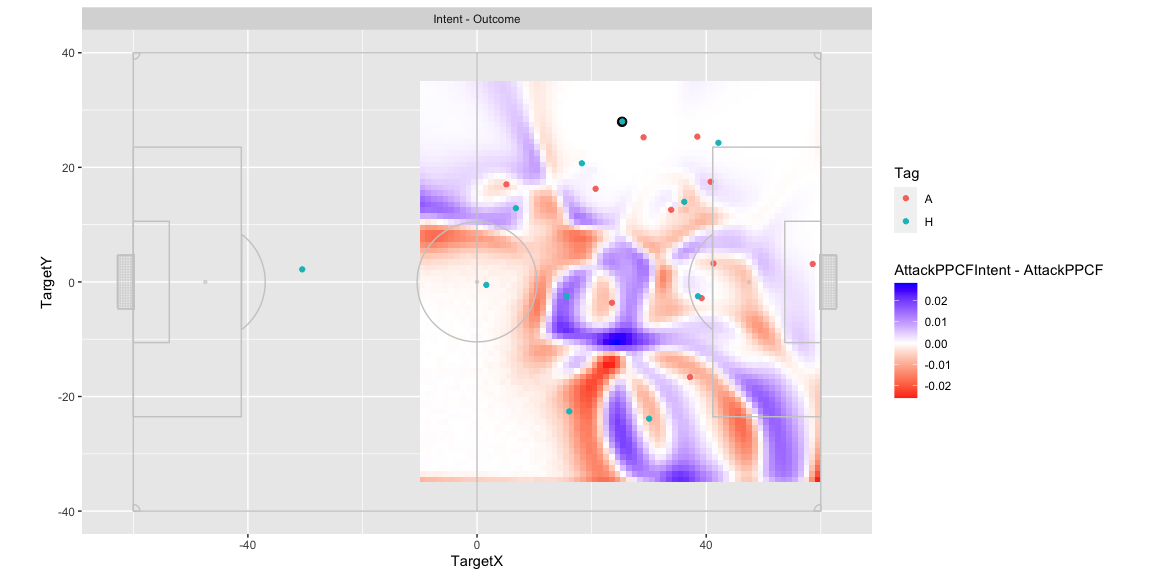 Intent - Outcome
40
20
0
-20
-40
TargetY
-40
0
40
TargetX
Tag
A
H
AttackPPCFIntent - AttackPPCF
0.02
0.01
0.00
-0.01
-0.02